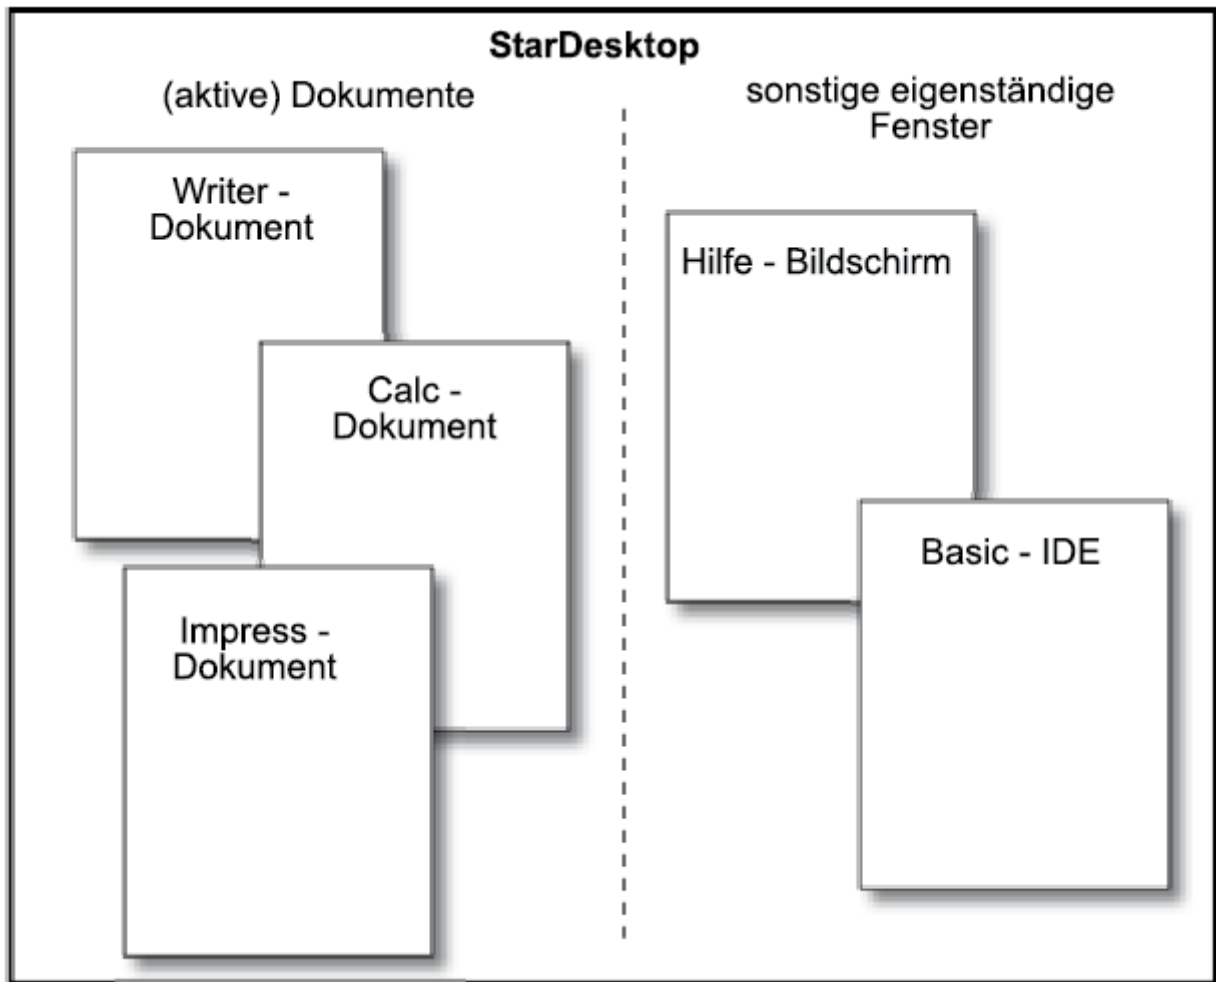 StarDesktop
(aktive) Dokumente
Writer -
Dokument
Calc -
Dokument
Impress -
Dokument
sonstige eigenständige
Fenster
Hilfe - Bildschirm
Basic - IDE